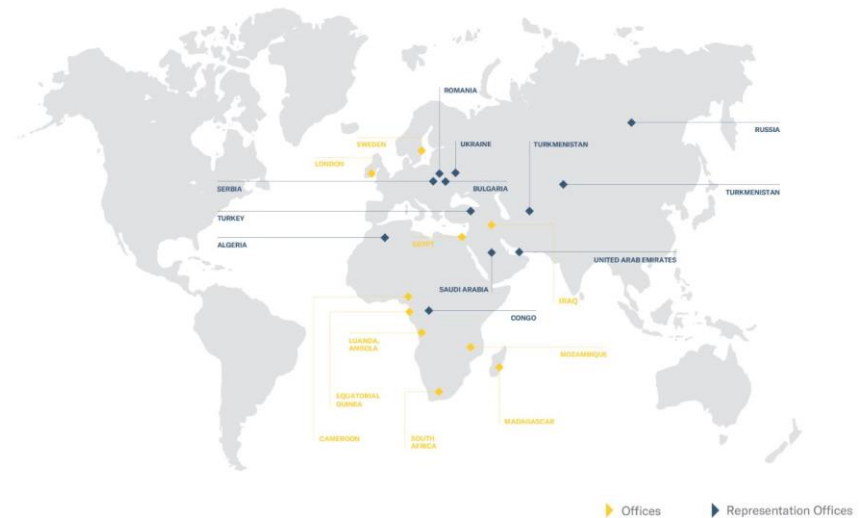 ROMANIA
RUSSIA
SWEDEN
UKRAINE
TURKMENISTAN
LONDON
SERBIA
BULGARIA
TURKMENISTAN
TURKEY
ALGERIA
EGYPT
UNITED ARAB EMIRATES
SAUDI ARABIA
IRAQ
CONGO
LUANDA,
ANGOLA
MOZAMBIQUE
EQUATORIAL
GUINEA
MADAGASCAR
CAMEROON
SOUTH
AFRICA
Offices
Representation Offices